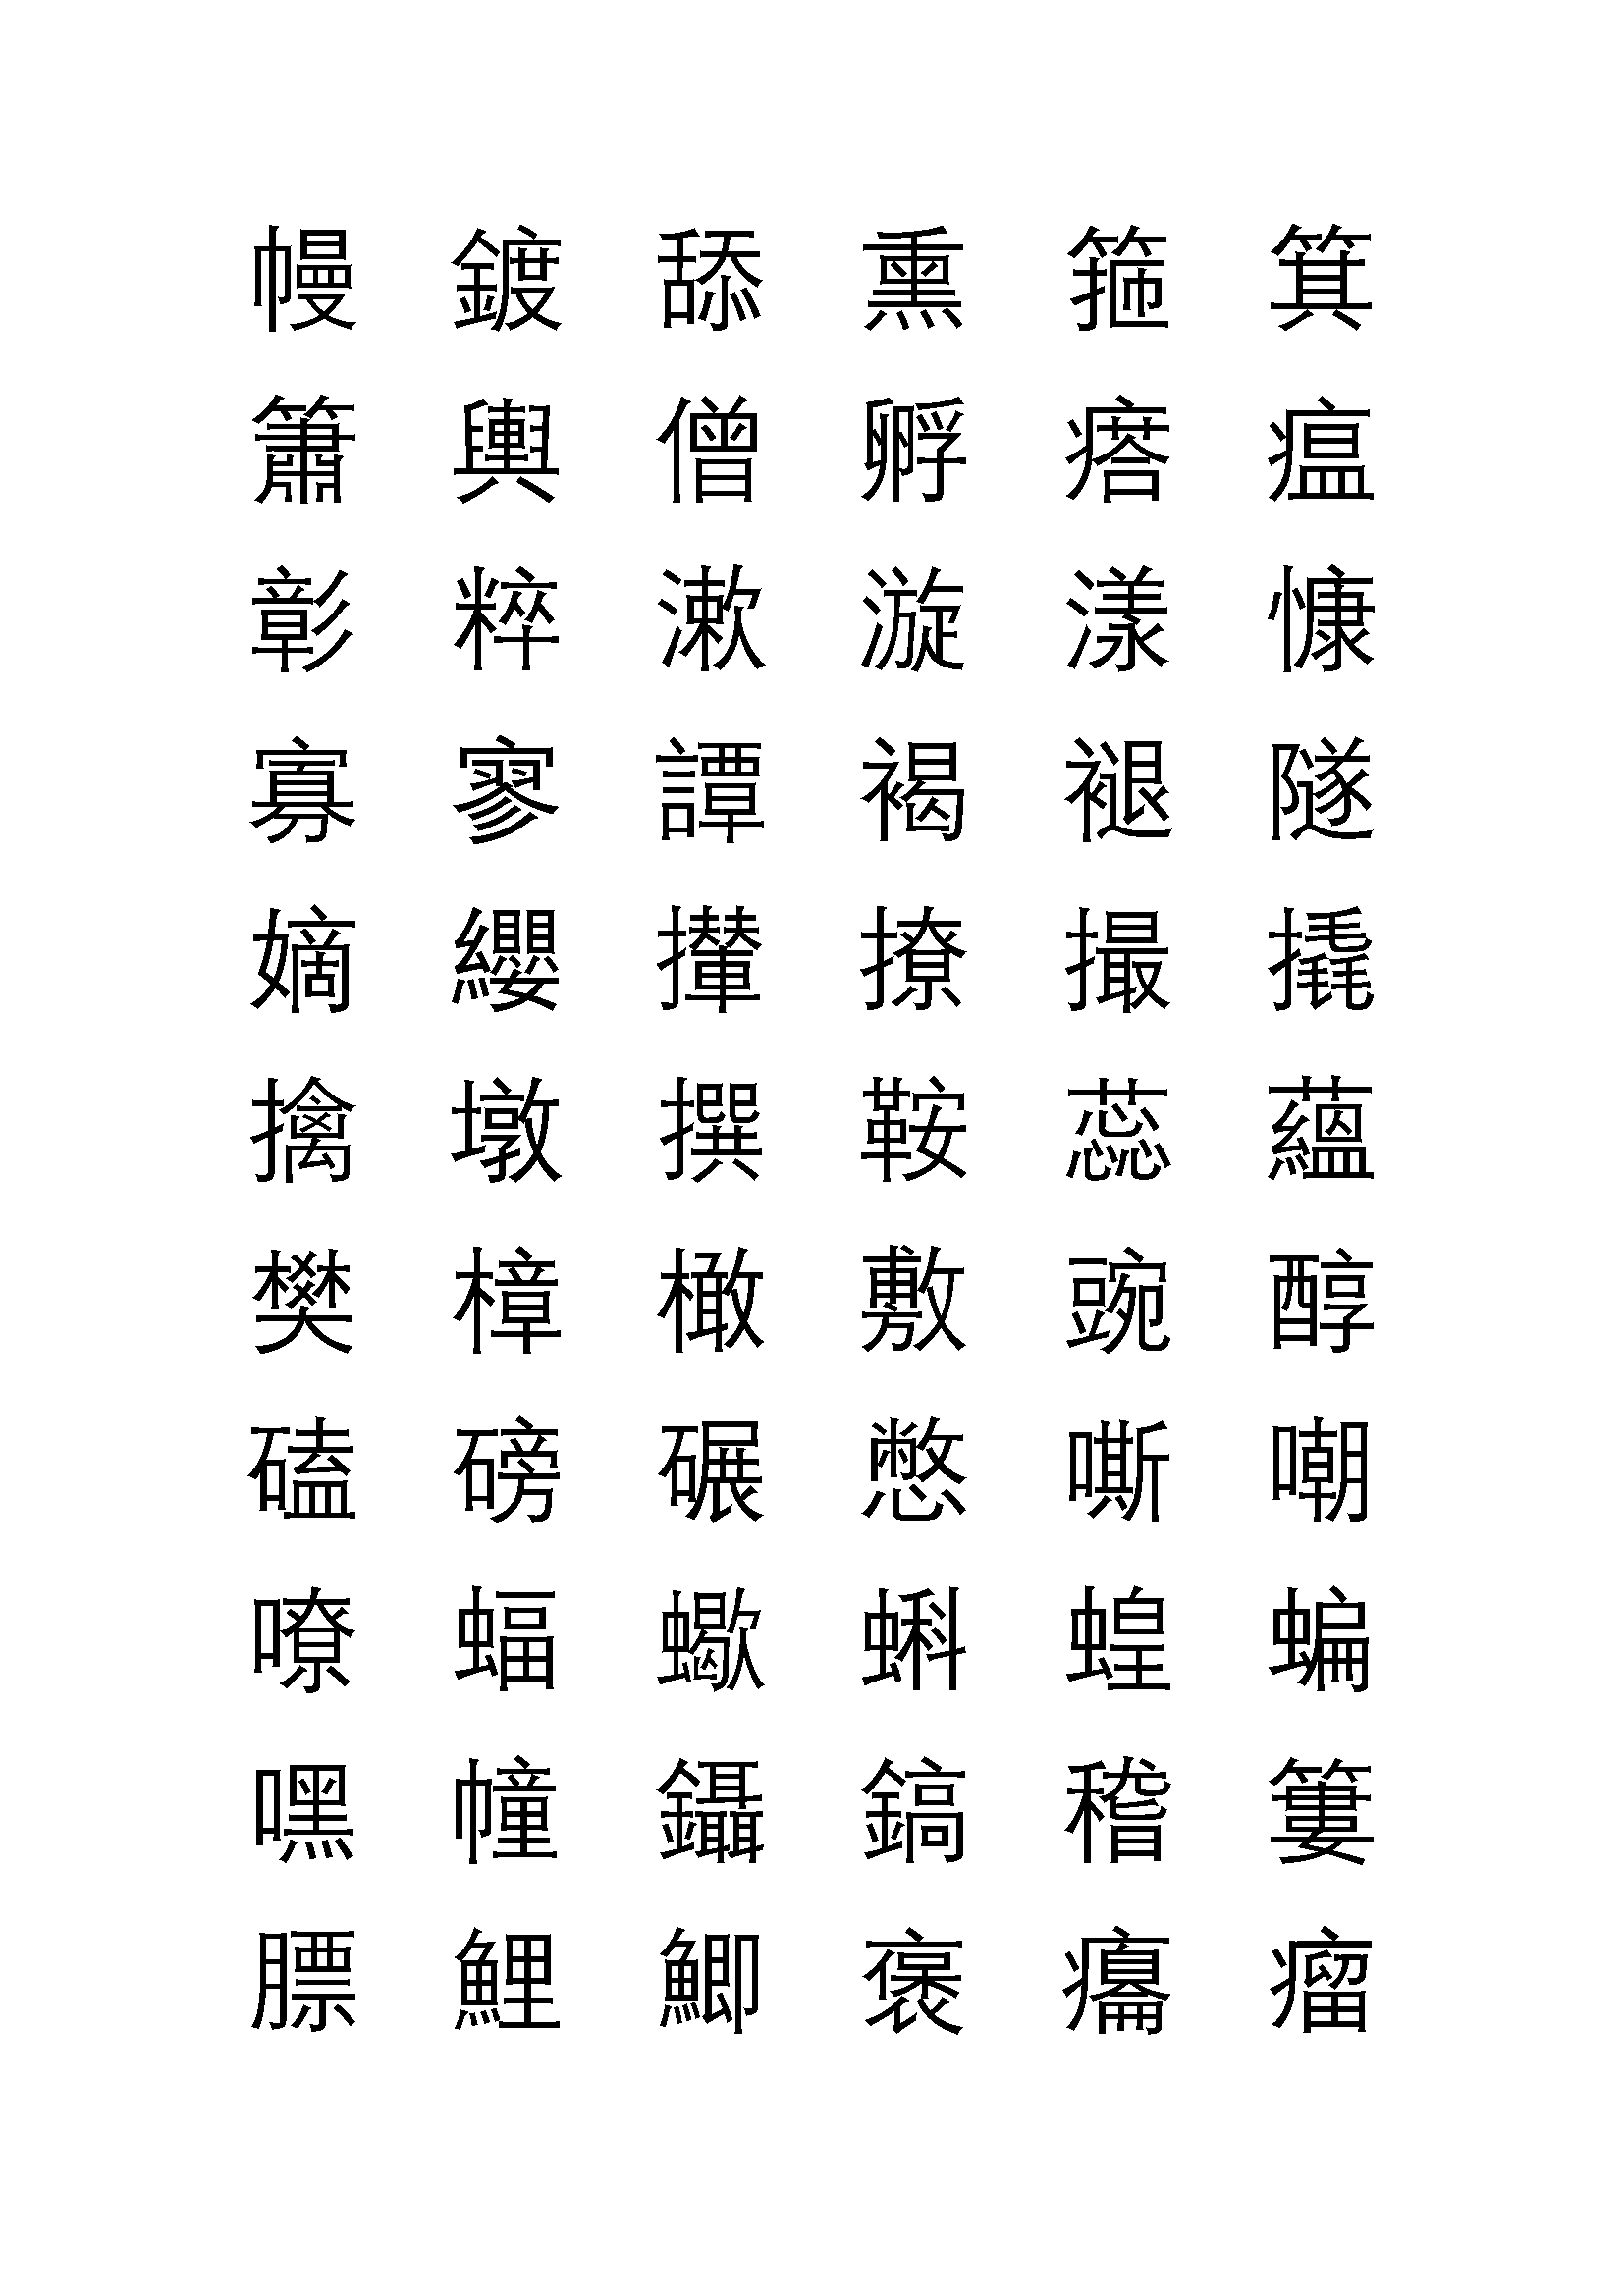 幔 鍍 舔 熏 箍 箕
簫 輿 僧 孵 瘩 瘟
彰 粹 漱 漩 漾 慷
寡 寥 譚 褐 褪 隧
嫡 纓 攆 撩 撮 撬
擒 墩 撰 鞍 蕊 蘊
樊 樟 橄 敷 豌 醇
磕 磅 碾 憋 嘶 嘲
嘹 蝠 蠍 蝌 蝗 蝙
嘿 幢 鑷 鎬 稽 簍
膘 鯉 鯽 褒 癟 瘤